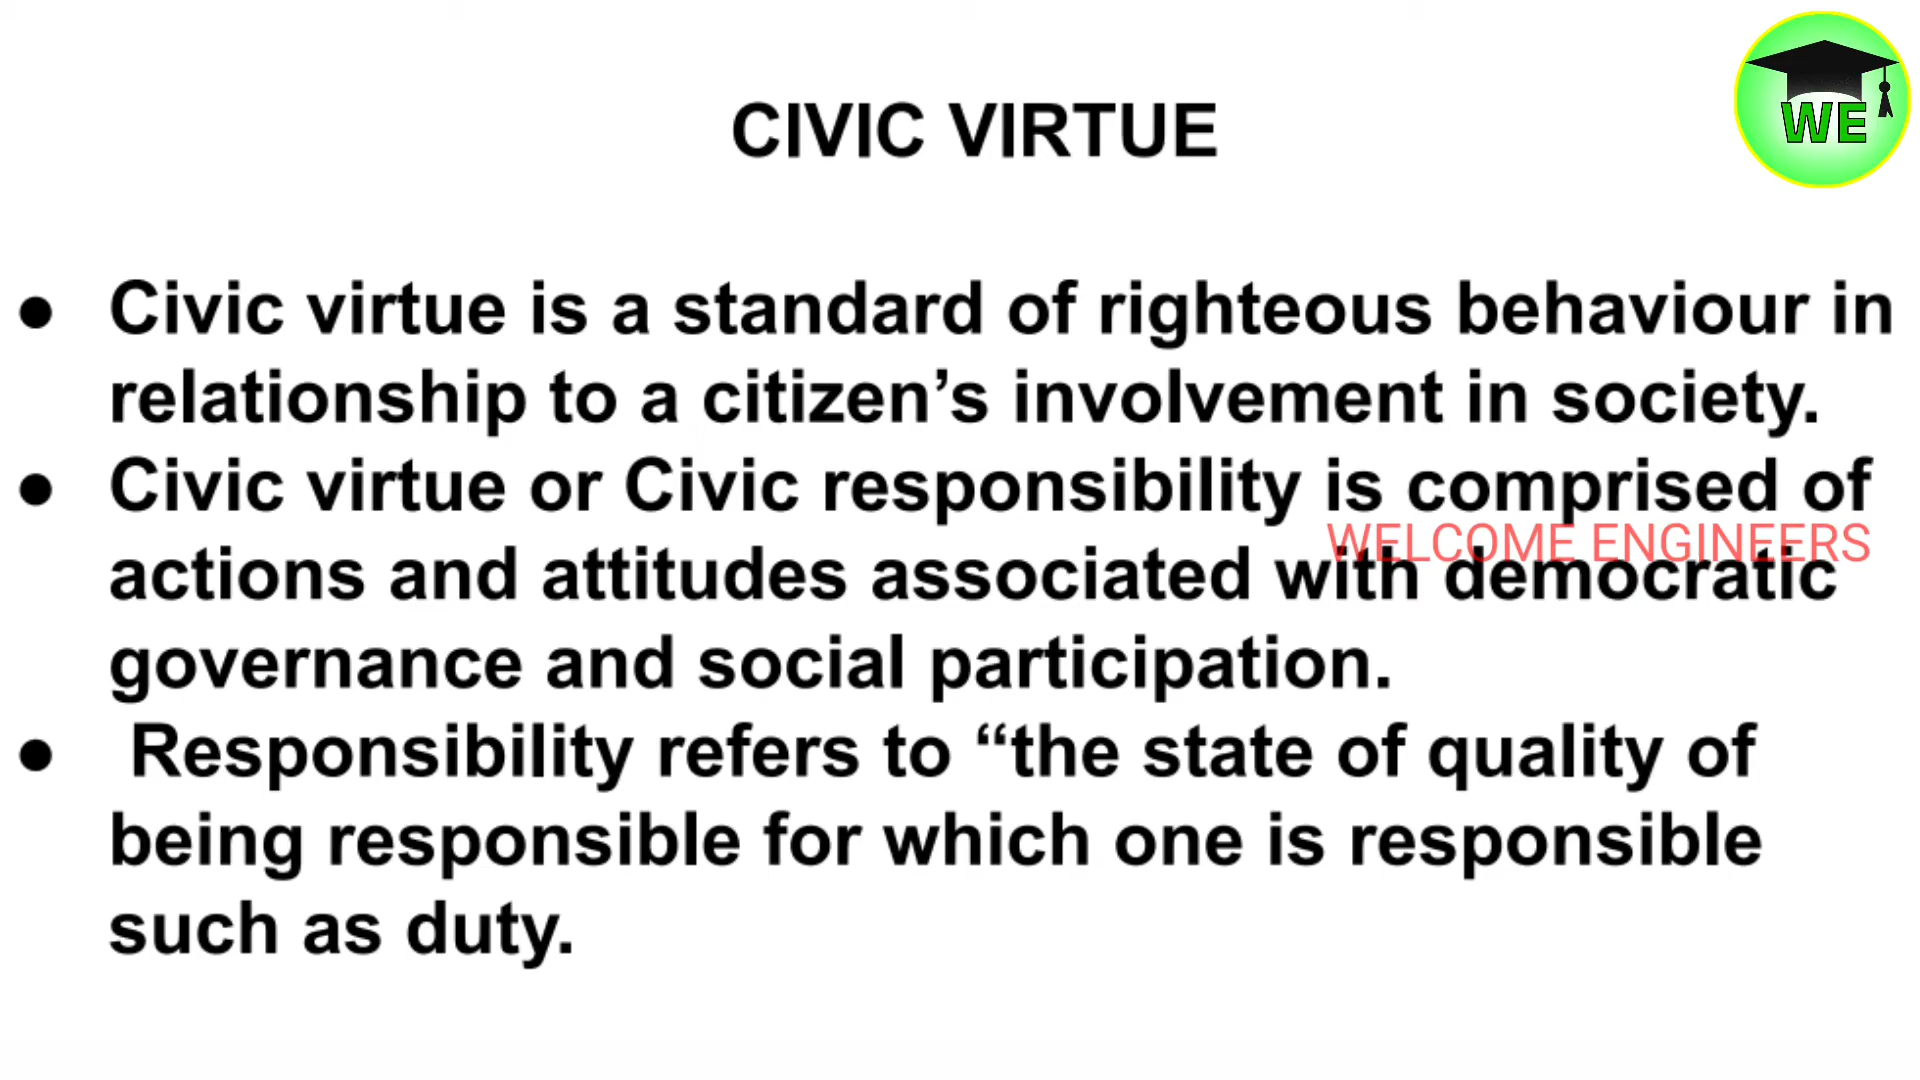 WE
CIVIC VIRTUE
● Civic virtue is a standard of righteous behaviour in
relationship to a citizen’s involvement in society.
● Civic virtue or Civic responsibility is comprised of
WELCOME ENGINEERS
actions and attitudes associated with democratic
governance and social participation.
● Responsibility refers to “the state of quality of
being responsible for which one is responsible
such as duty.